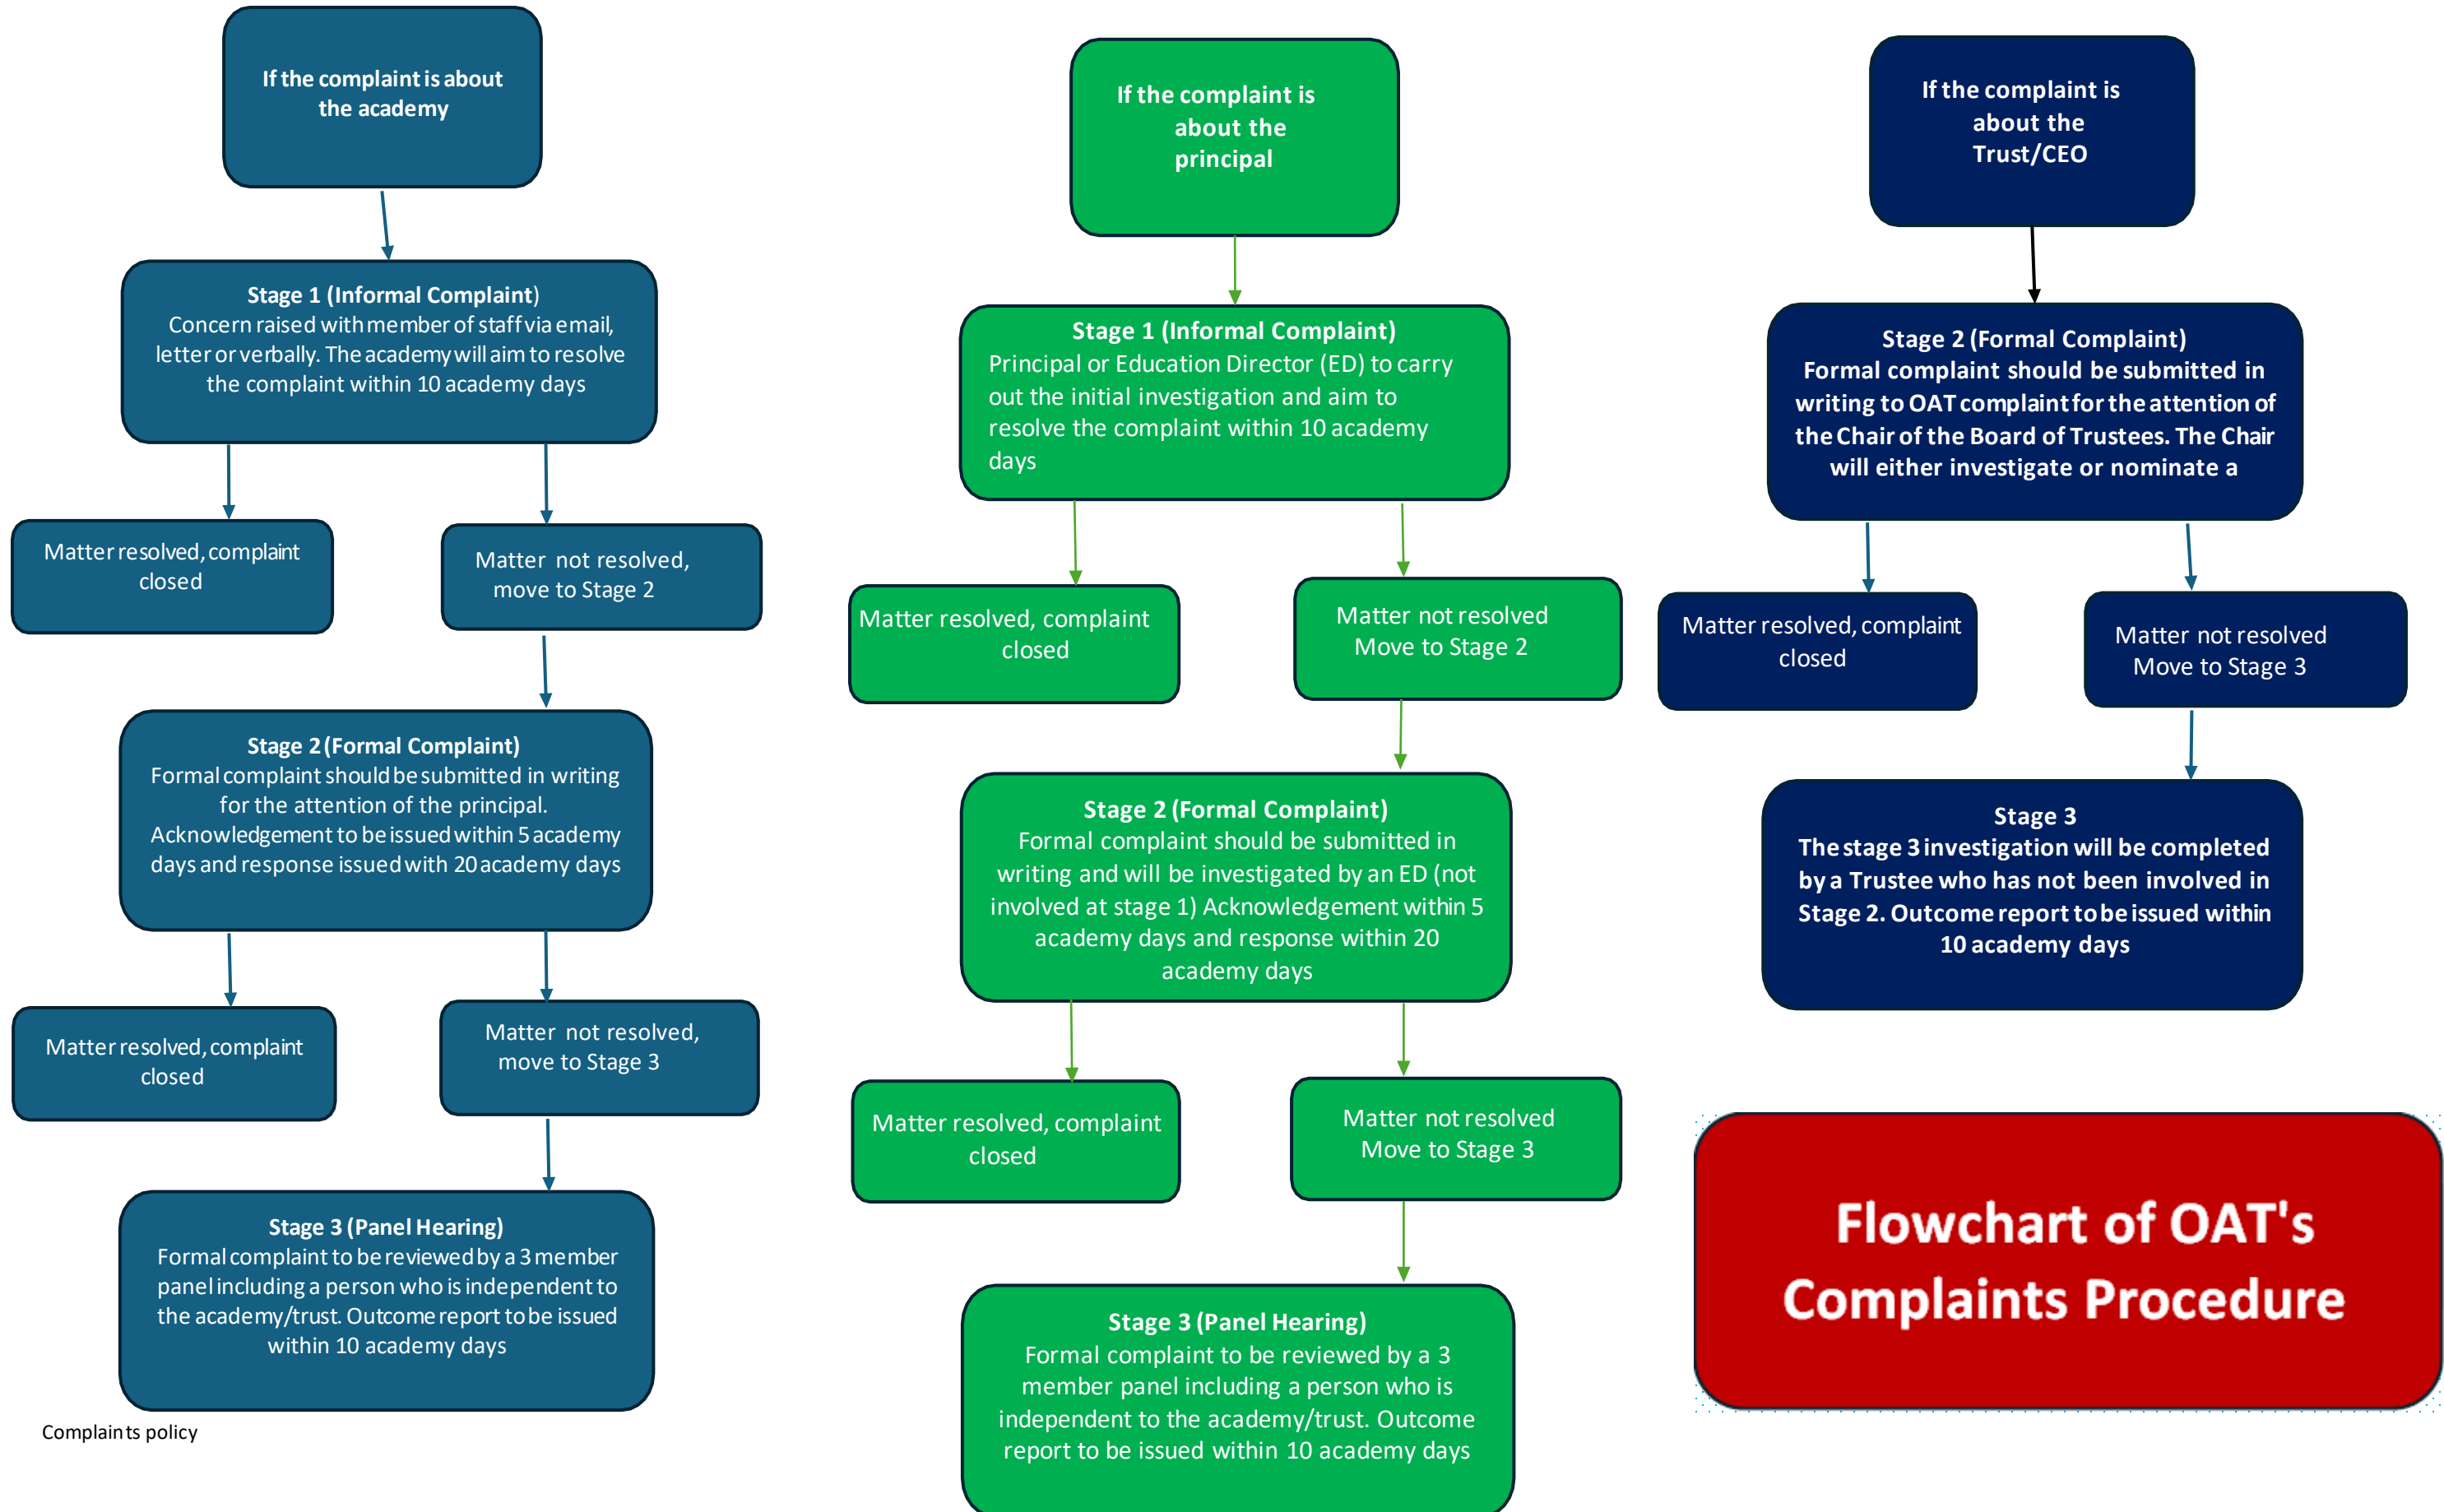 If the complaint is about
the academy
Stage 1 (Informal Complaint)
Concern raised with member of staff via email,
letter or verbally. The academy will aim to resolve
the complaint within 10 academy days
Matter resolved, complaint
closed
Matter not resolved,
move to Stage 2
Stage 2 (Formal Complaint)
Formal complaint should be submitted in writing
for the attention of the principal.
Acknowledgement to be issued within 5 academy
days and response issued with 20 academy days
Matter resolved, complaint
closed
Matter not resolved,
move to Stage 3
Stage 3 (Panel Hearing)
Formal complaint to be reviewed by a 3 member
panel including a person who is independent to
the academy/trust. Outcome report to be issued
within 10 academy days
Complaints policy
If the complaint is
about the
principal
Stage 1 (Informal Complaint)
Principal or Education Director (ED) to carry
out the initial investigation and aim to
resolve the complaint within 10 academy
days
Matter resolved, complaint
closed
Matter not resolved
Move to Stage 2
Stage 2 (Formal Complaint)
Formal complaint should be submitted in
writing and will be investigated by an ED (not
involved at stage 1) Acknowledgement within 5
academy days and response within 20
academy days
Matter resolved, complaint
closed
Matter not resolved
Move to Stage 3
Stage 3 (Panel Hearing)
Formal complaint to be reviewed by a 3
member panel including a person who is
independent to the academy/trust. Outcome
report to be issued within 10 academy days
If the complaint is
about the
Trust/CEO
Stage 2 (Formal Complaint)
Formal complaint should be submitted in
writing to OAT complaint for the attention of
the Chair of the Board of Trustees. The Chair
will either investigate or nominate a
Matter resolved, complaint
closed
Matter not resolved
Move to Stage 3
Stage 3
The stage 3 investigation will be completed
by a Trustee who has not been involved in
Stage 2. Outcome report to be issued within
10 academy days
Flowchart of OAT's
Complaints Procedure